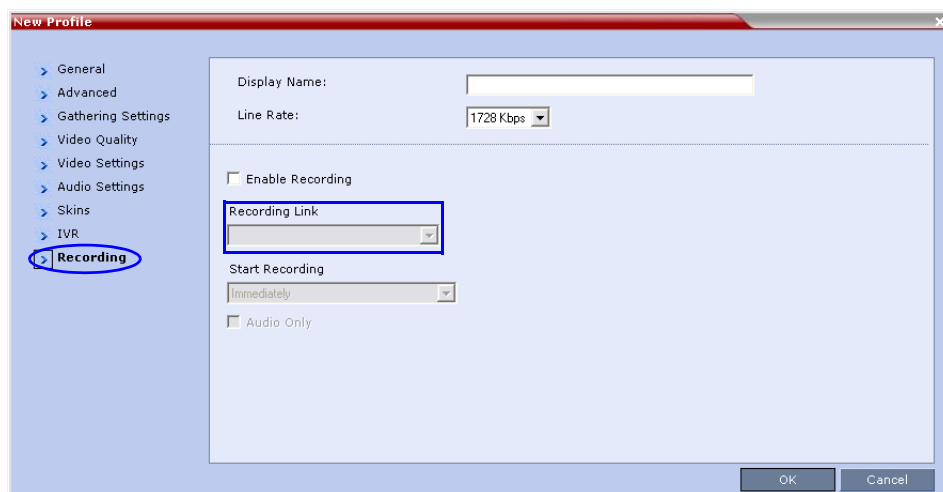 New Profile
General
Advanced
Gathering Settings
Video Quality
Video Settings
Audio Settings
Skins
IVR
Recording
Display Name:
Line Rate:
1728 Kbps
Enable Recording
Recording Link
Start Recording
Immediately
Audio Only
OK
Cancel